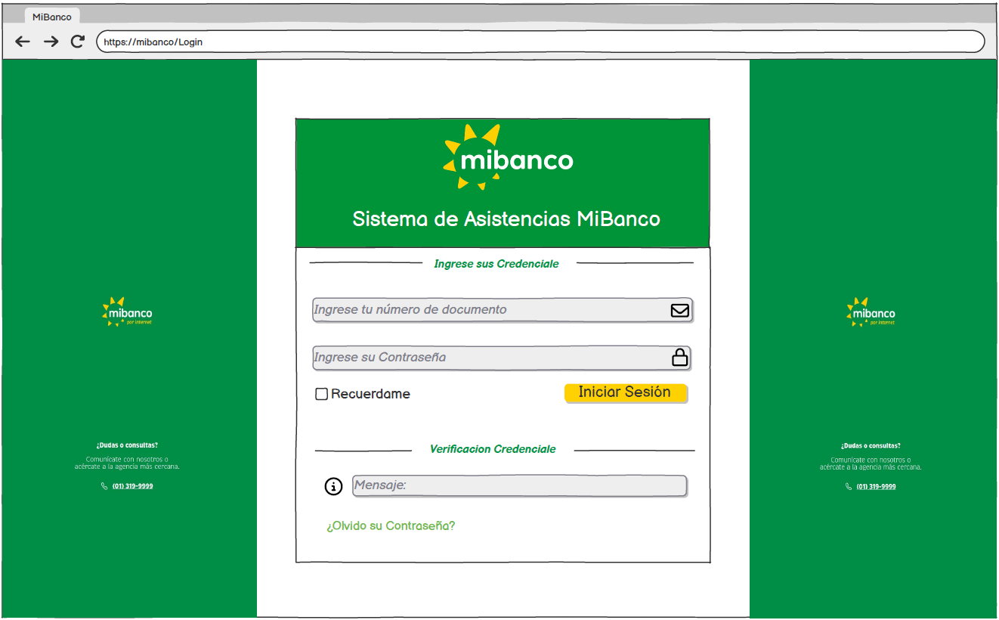 MiBanco
https://mibanco/Login
mibanco
Sistema de Asistencias MiBanco
Ingrese sus Credenciale
Ingrese tu número de documento
Ingrese su Contraseña
Recuerdame
Iniciar Sesión
Verificacion Credenciale
Mensaje:
¿Olvido su Contraseña?
mibanco
por internet
¿Dudas o consultas?
Comunícate con nosotros o
acércate a la agencia más cercana.
(01) 319-9999
mibanco
por internet
¿Dudas o consultas?
Comunícate con nosotros o
acércate a la agencia más cercana.
(01) 319-9999